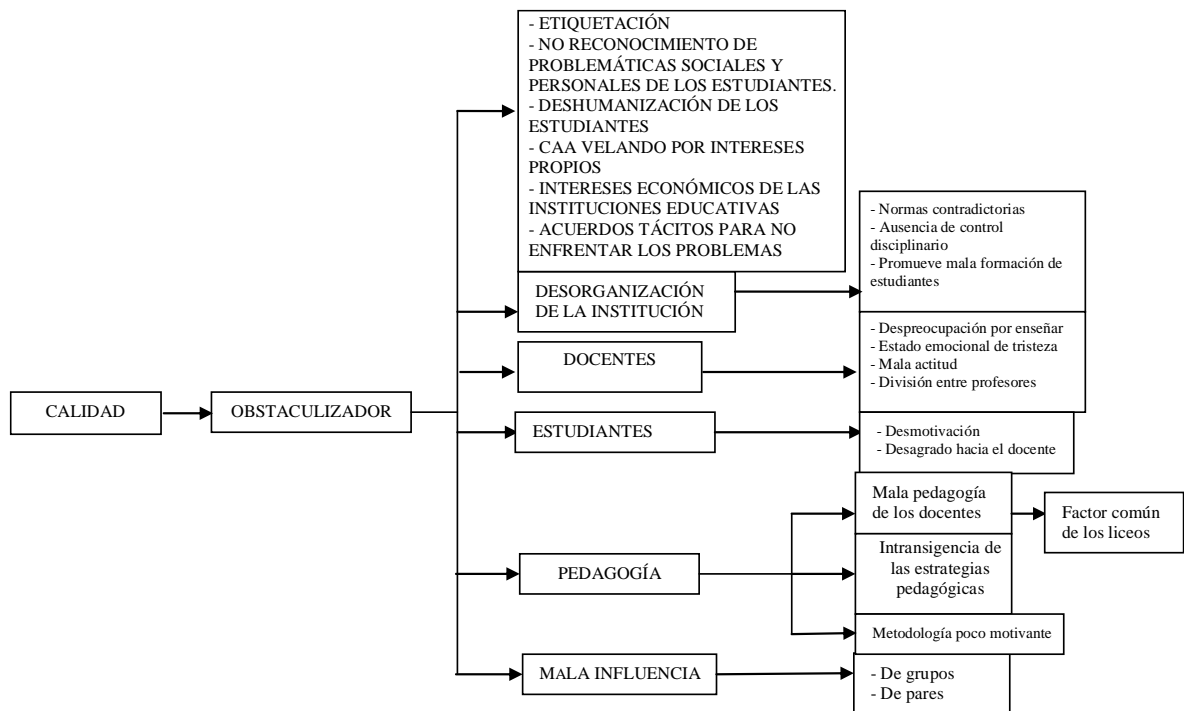 - ETIQUETACIÓN
- NO RECONOCIMIENTO DE
PROBLEMÁTICAS SOCIALES Y
PERSONALES DE LOS ESTUDIANTES.
- DESHUMANIZACIÓN DE LOS
ESTUDIANTES
- CAA VELANDO POR INTERESES
PROPIOS
- INTERESES ECONÓMICOS DE LAS
INSTITUCIONES EDUCATIVAS
- ACUERDOS TÁCITOS PARA NO
ENFRENTAR LOS PROBLEMAS
DESORGANIZACIÓN
DE LA INSTITUCIÓN
- Normas contradictorias
- Ausencia de control
disciplinario
- Promueve mala formación de
estudiantes
DOCENTES
- Despreocupación por enseñar
- Estado emocional de tristeza
- Mala actitud
- División entre profesores
CALIDAD
OBSTACULIZADOR
ESTUDIANTES
- Desmotivación
- Desagrado hacia el docente
PEDAGOGÍA
Mala pedagogía
de los docentes
Factor común
de los liceos
Intransigencia de
las estrategias
pedagógicas
Metodología poco motivante
MALA INFLUENCIA
- De grupos
- De pares